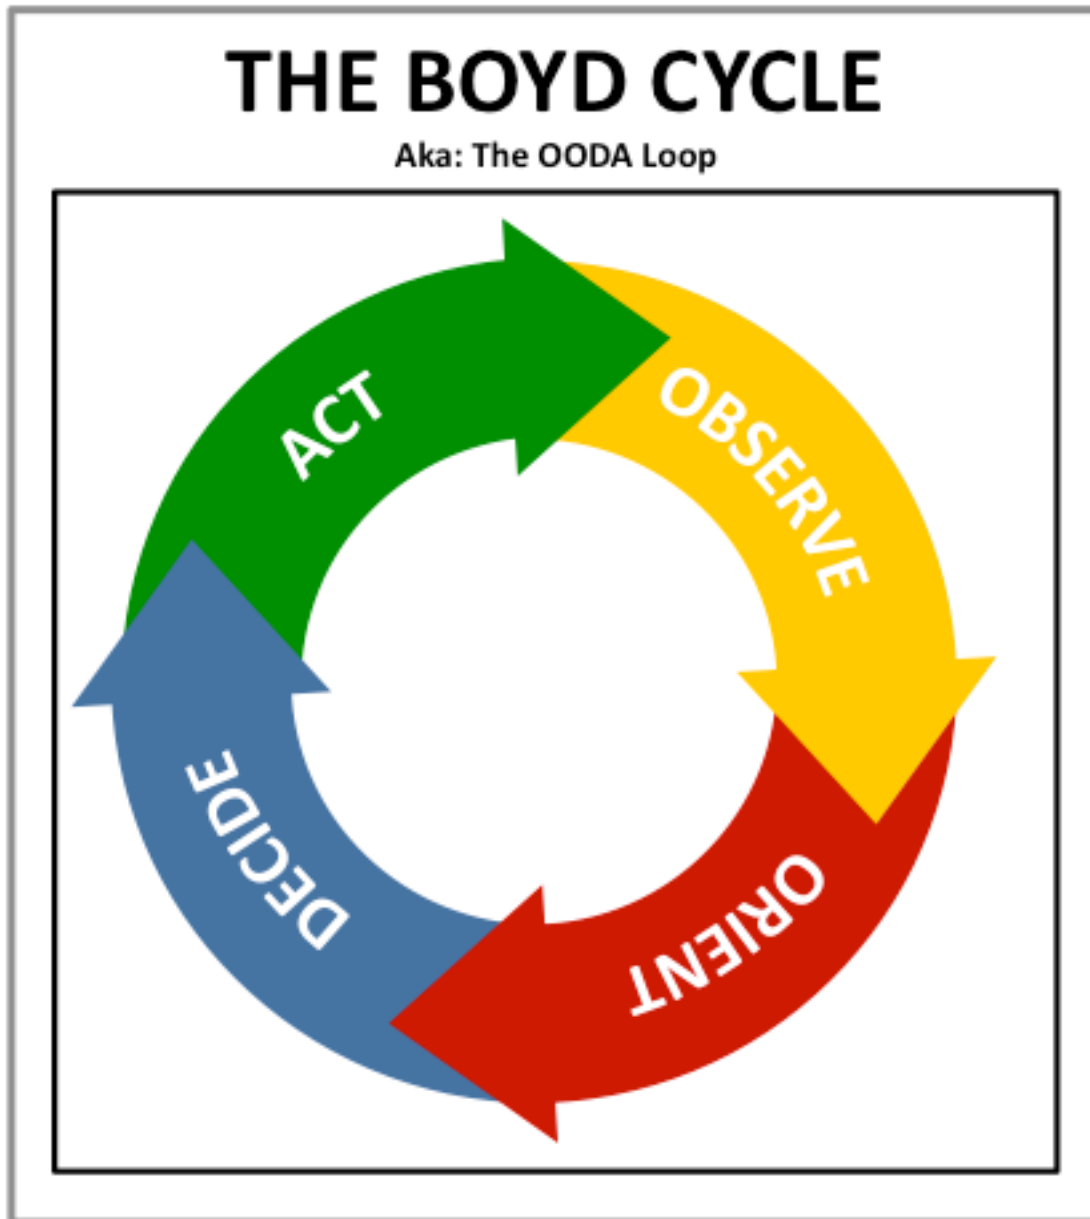 THE BOYD CYCLE
Aka: The OODA Loop
OBSERVE
ORIENT
DECIDE
ACT